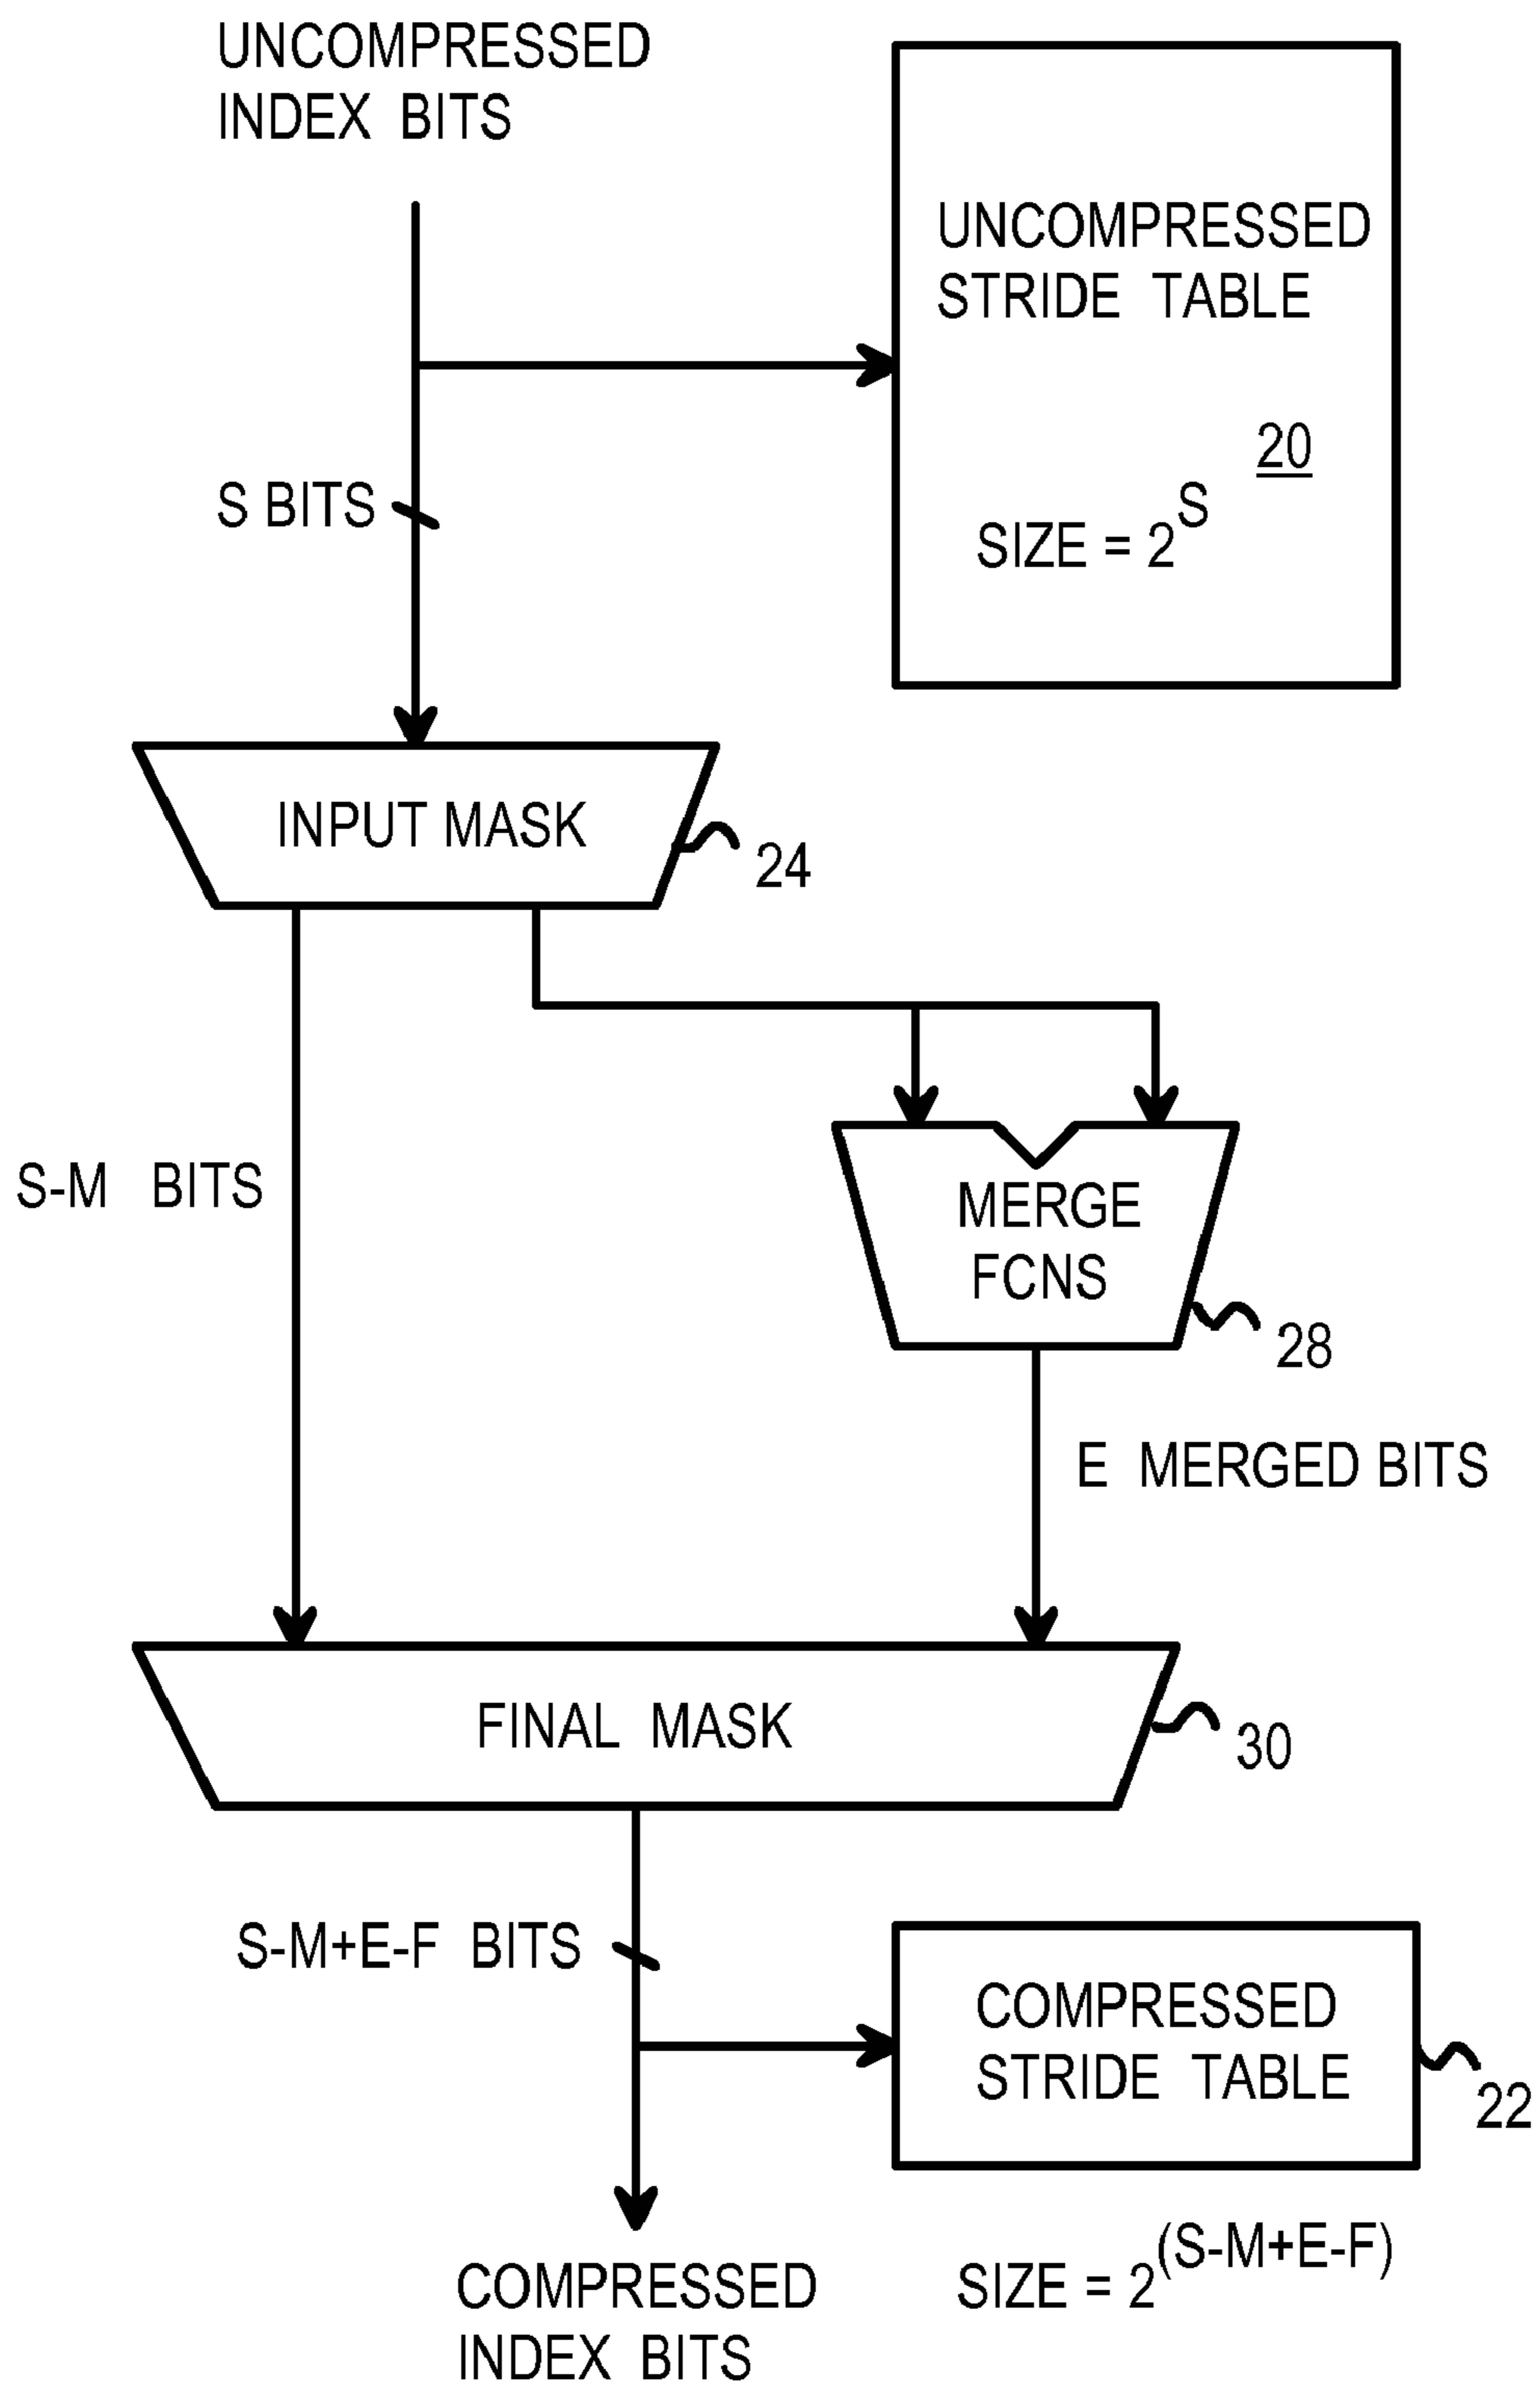 UNCOMPRESSED
INDEX BITS
UNCOMPRESSED
STRIDE TABLE
20
S BITS
SIZE = 2^S
INPUT MASK
24
S-M BITS
MERGE
FCNS
28
E MERGED BITS
FINAL MASK
30
S-M+E-F BITS
COMPRESSED
STRIDE TABLE
22
SIZE = 2^(S-M+E-F)
COMPRESSED
INDEX BITS